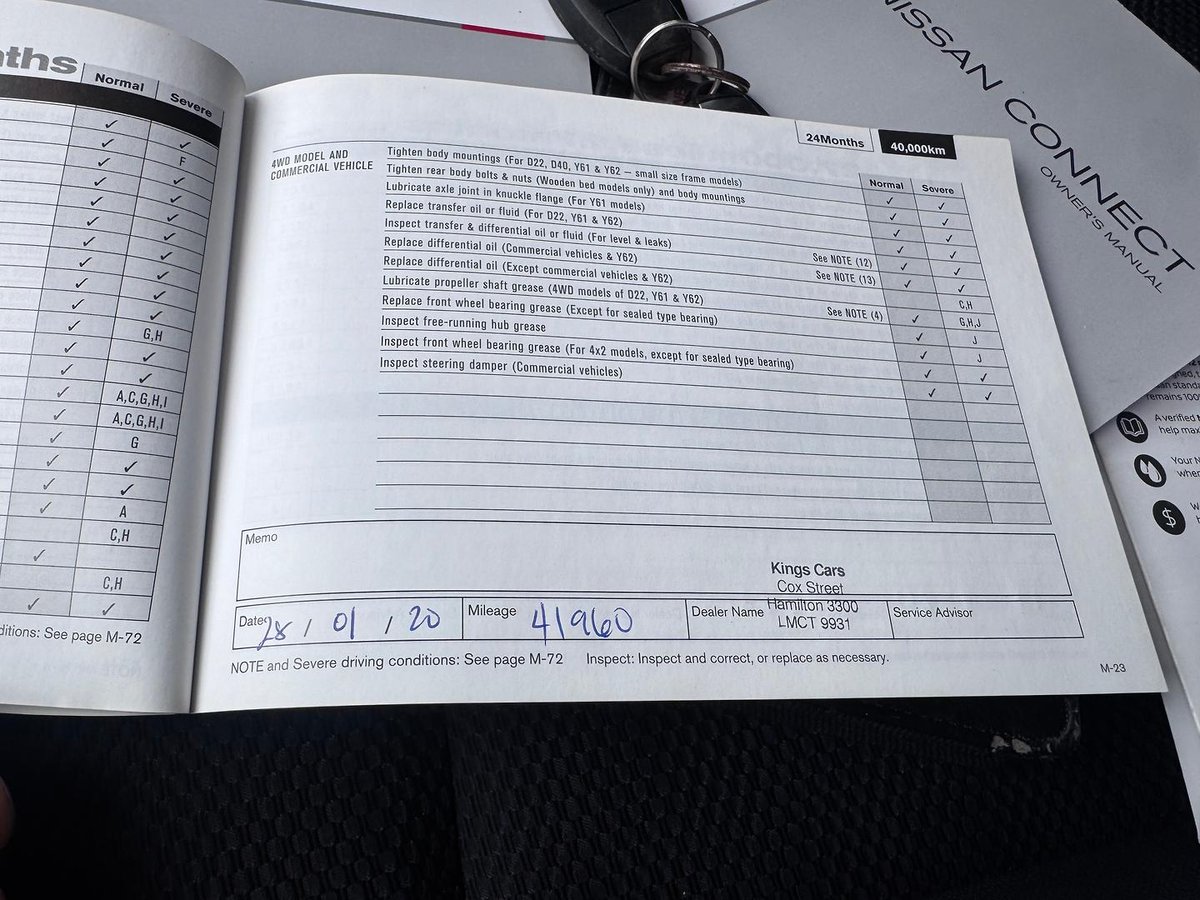 ths
Normal Severe
F
G,H
A,C,G,H,I
A,C,G,H,I
G
A
C,H
C,H
ditions: See page M-72
24Months 40,000km
4WD MODEL AND
COMMERCIAL VEHICLE
Normal Severe
Tighten body mountings (For D22, D40, Y61 & Y62 – small size frame models) ✓ ✓
Tighten rear body bolts & nuts (Wooden bed models only) and body mountings ✓ ✓
Lubricate axle joint in knuckle flange (For Y61 models) ✓ ✓
Replace transfer oil or fluid (For D22, Y61 & Y62) ✓ ✓
Inspect transfer & differential oil or fluid (For level & leaks) See NOTE (12) ✓ ✓
Replace differential oil (Commercial vehicles & Y62) See NOTE (13) ✓ ✓
Replace differential oil (Except commercial vehicles & Y62) C,H
Lubricate propeller shaft grease (4WD models of D22, Y61 & Y62) See NOTE (4) ✓ G,H,J
Replace front wheel bearing grease (Except for sealed type bearing) ✓ J
Inspect free-running hub grease ✓ J
Inspect front wheel bearing grease (For 4x2 models, except for sealed type bearing) ✓ ✓
Inspect steering damper (Commercial vehicles) ✓ ✓
Memo
Kings Cars
Cox Street
Hamilton 3300
LMCT 9931
Date 28 / 01 / 20 Mileage 41960 Dealer Name Service Advisor
NOTE and Severe driving conditions: See page M-72 Inspect: Inspect and correct, or replace as necessary.
M-23
NISSAN CONNECT
OWNER'S MANUAL
remains 100%
A verified
help max
Your N
wher
$